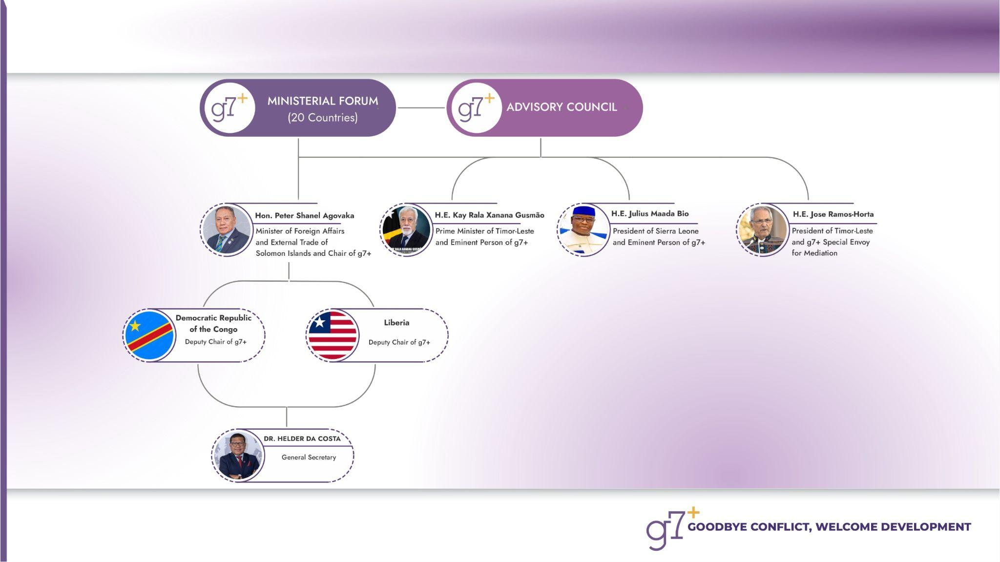 g7+
MINISTERIAL FORUM
(20 Countries)
g7+
ADVISORY COUNCIL
Hon. Peter Shanel Agovaka
Minister of Foreign Affairs
and External Trade of
Solomon Islands and Chair of g7+
H.E. Kay Rala Xanana Gusmão
Prime Minister of Timor-Leste
and Eminent Person of g7+
H.E. Julius Maada Bio
President of Sierra Leone
and Eminent Person of g7+
H.E. Jose Ramos-Horta
President of Timor-Leste
and g7+ Special Envoy
for Mediation
Democratic Republic
of the Congo
Deputy Chair of g7+
Liberia
Deputy Chair of g7+
DR. HELDER DA COSTA
General Secretary
g7+ GOODBYE CONFLICT, WELCOME DEVELOPMENT